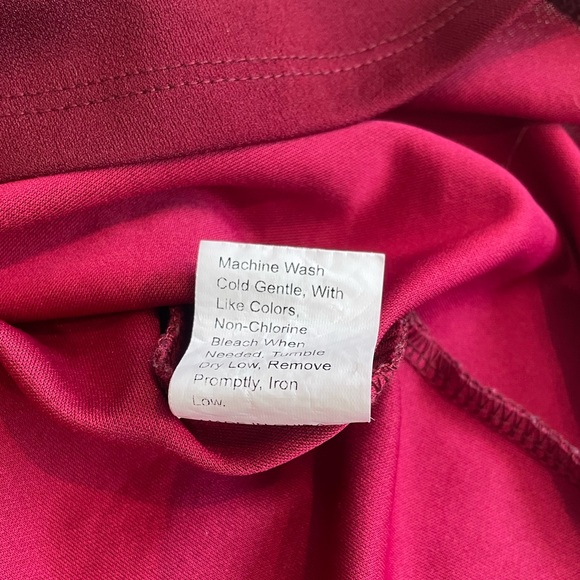 Machine Wash
Cold Gentle, With
Like Colors,
Non-Chlorine
Bleach When
Needed, Tumble
Dry Low, Remove
Promptly, Iron
Low.